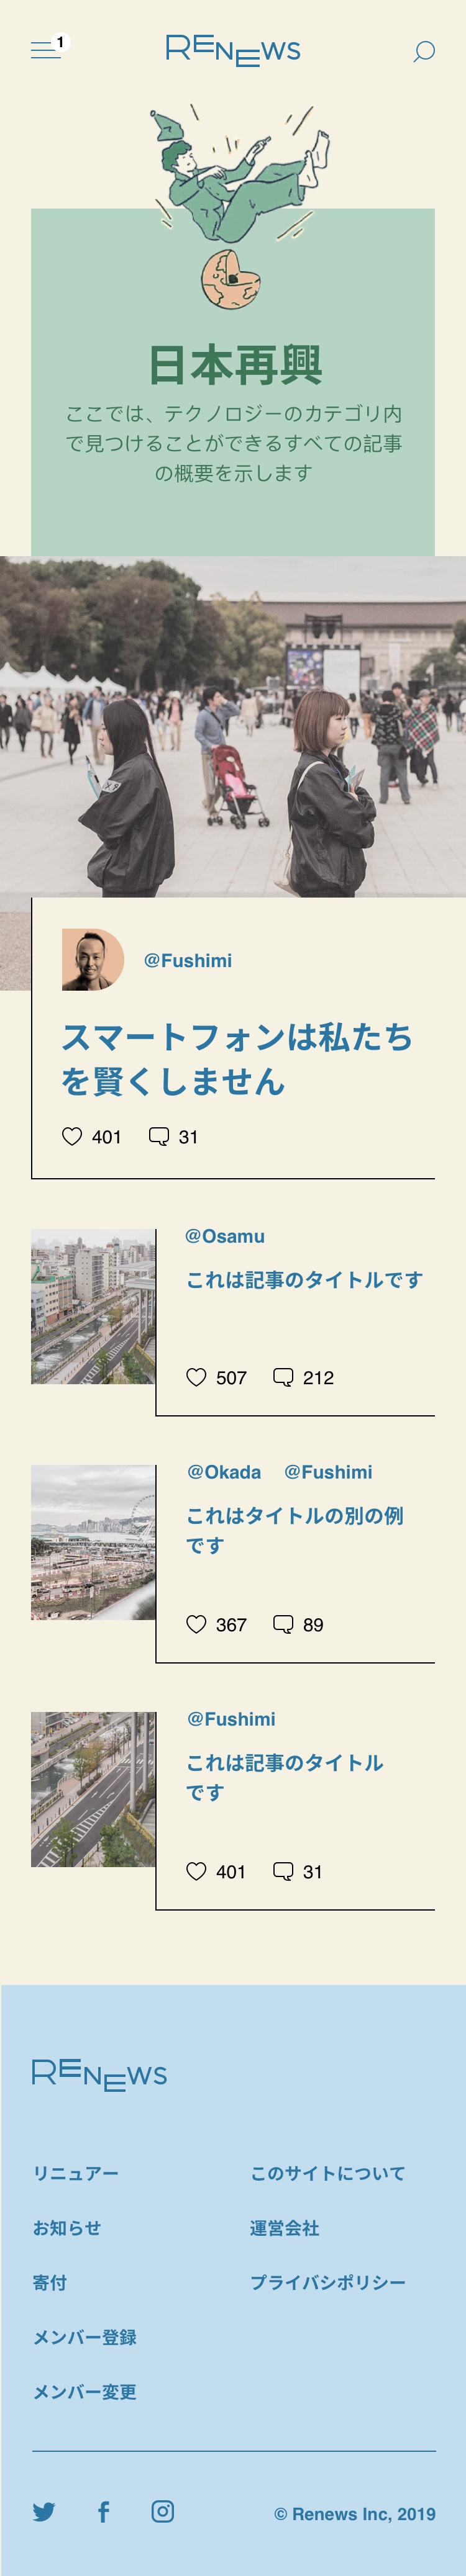 1
RENEWS
日本再興
ここでは、テクノロジーのカテゴリ内
で見つけることができるすべての記事
の概要を示します
@Fushimi
スマートフォンは私たち
を賢くしません
401 31
@Osamu
これは記事のタイトルです
507 212
@Okada @Fushimi
これはタイトルの別の例
です
367 89
@Fushimi
これは記事のタイトル
です
401 31
RENEWS
リニュアー このサイトについて
お知らせ 運営会社
寄付 プライバシポリシー
メンバー登録
メンバー変更
© Renews Inc, 2019